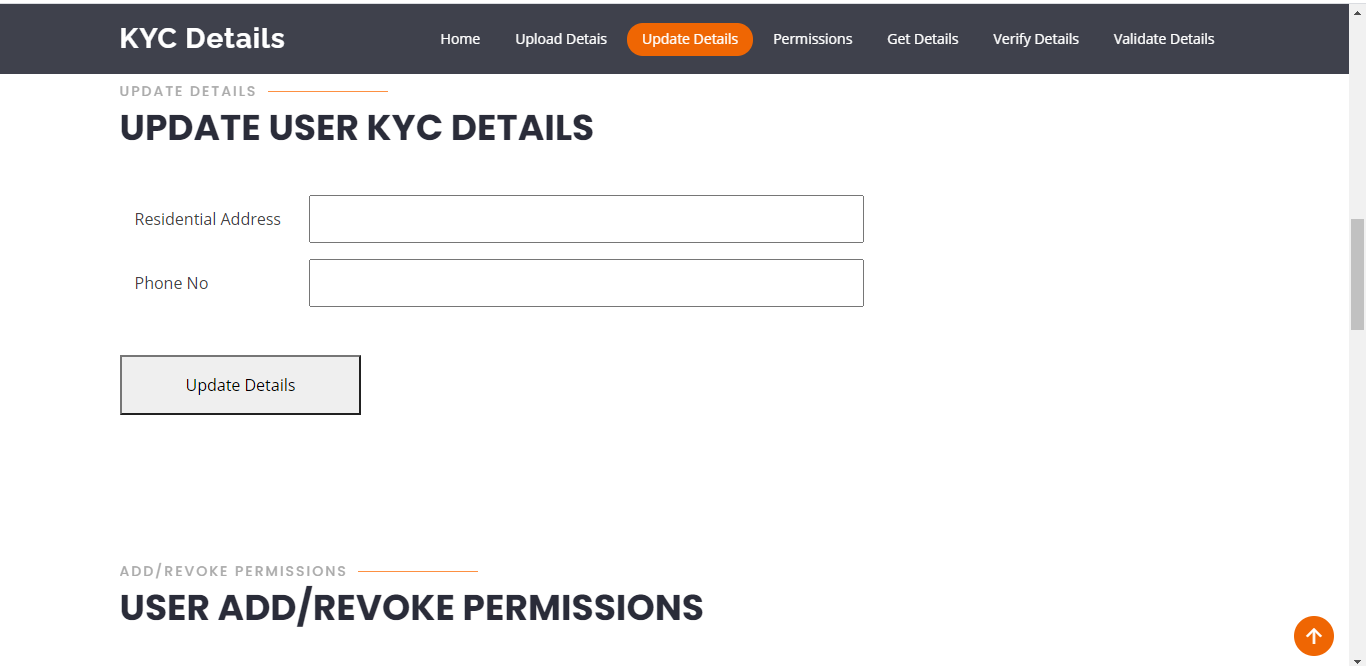 KYC Details
Home Upload Detais Update Details Permissions Get Details Verify Details Validate Details
UPDATE DETAILS
UPDATE USER KYC DETAILS
Residential Address
Phone No
Update Details
ADD/REVOKE PERMISSIONS
USER ADD/REVOKE PERMISSIONS